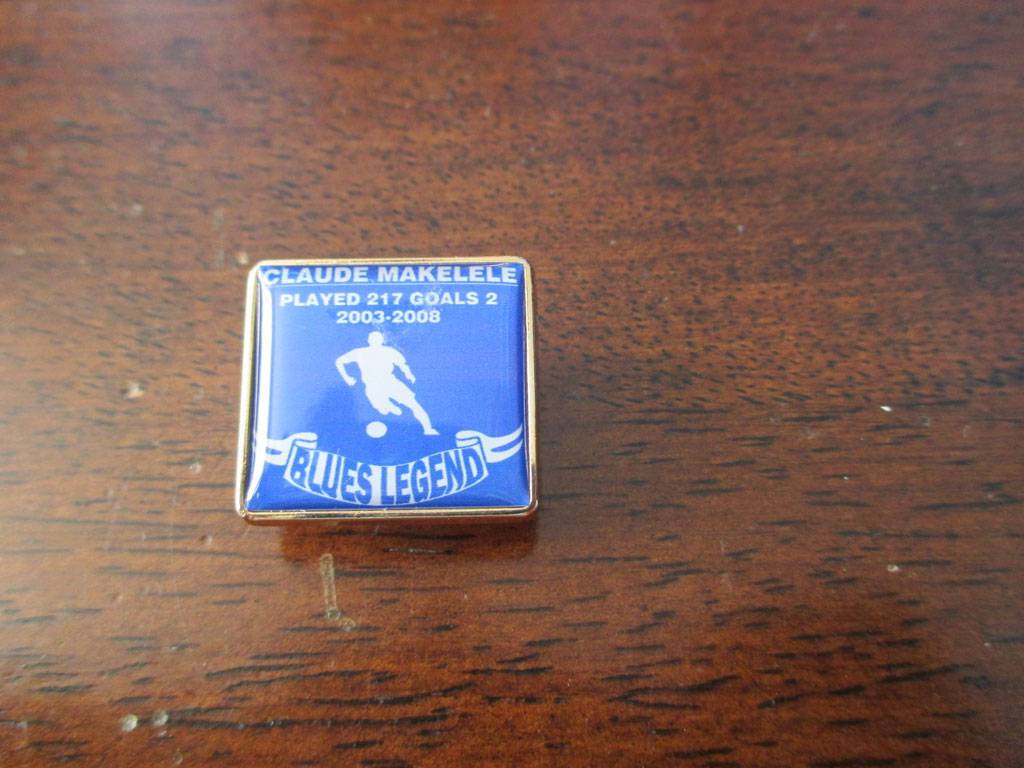 CLAUDE MAKELELE
PLAYED 217 GOALS 2
2003-2008
BLUES LEGEND